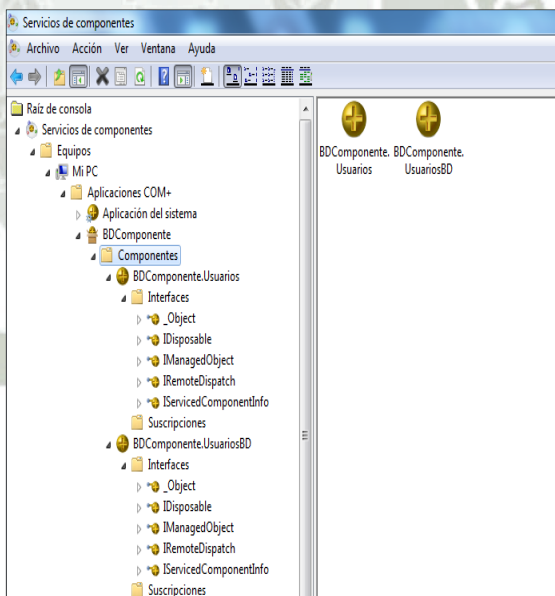 Servicios de componentes
Archivo Acción Ver Ventana Ayuda
Raíz de consola
Servicios de componentes
Equipos
Mi PC
Aplicaciones COM+
Aplicación del sistema
BDComponente
Componentes
BDComponente.Usuarios
Interfaces
_Object
IDisposable
IManagedObject
IRemoteDispatch
IServicedComponentInfo
Suscripciones
BDComponente.UsuariosBD
Interfaces
_Object
IDisposable
IManagedObject
IRemoteDispatch
IServicedComponentInfo
Suscripciones
BDComponente.
Usuarios
BDComponente.
UsuariosBD